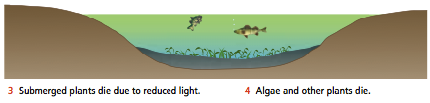 3 Submerged plants die due to reduced light.
4 Algae and other plants die.